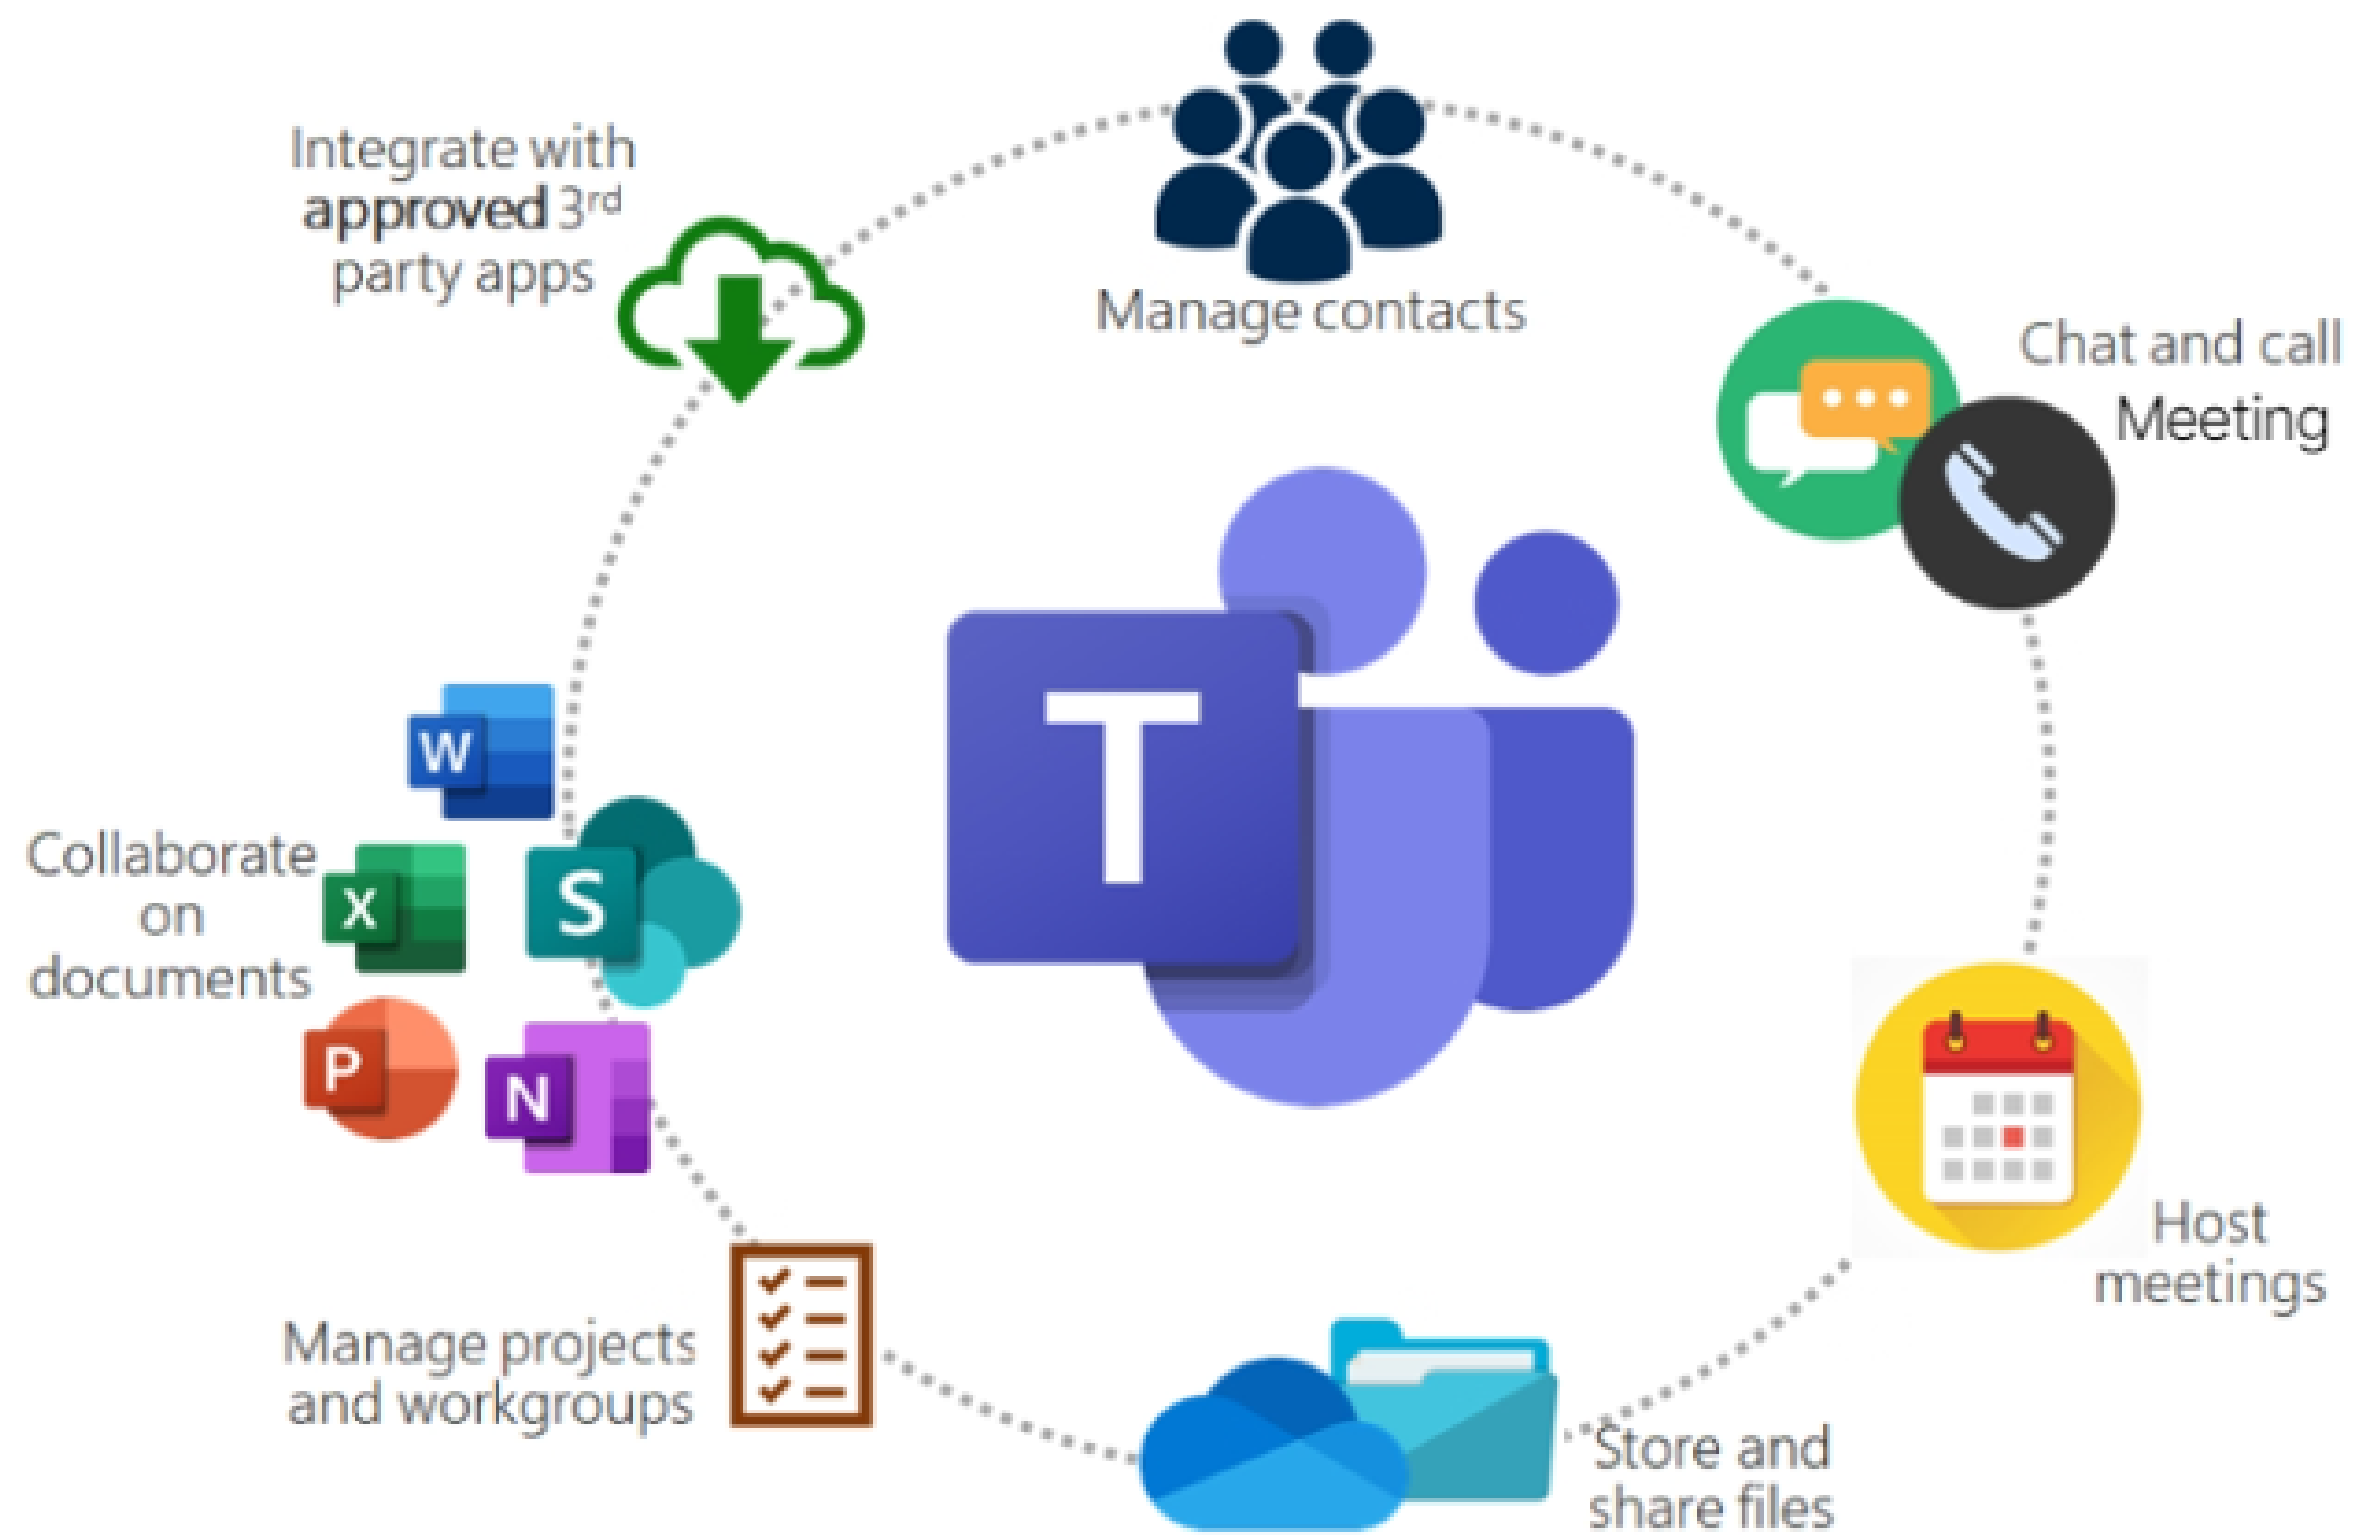 Integrate with
approved 3rd
party apps
Manage contacts
Chat and call
Meeting
T
W
Collaborate
on
documents
X
S
P
N
Host
meetings
Manage projects
and workgroups
Store and
share files